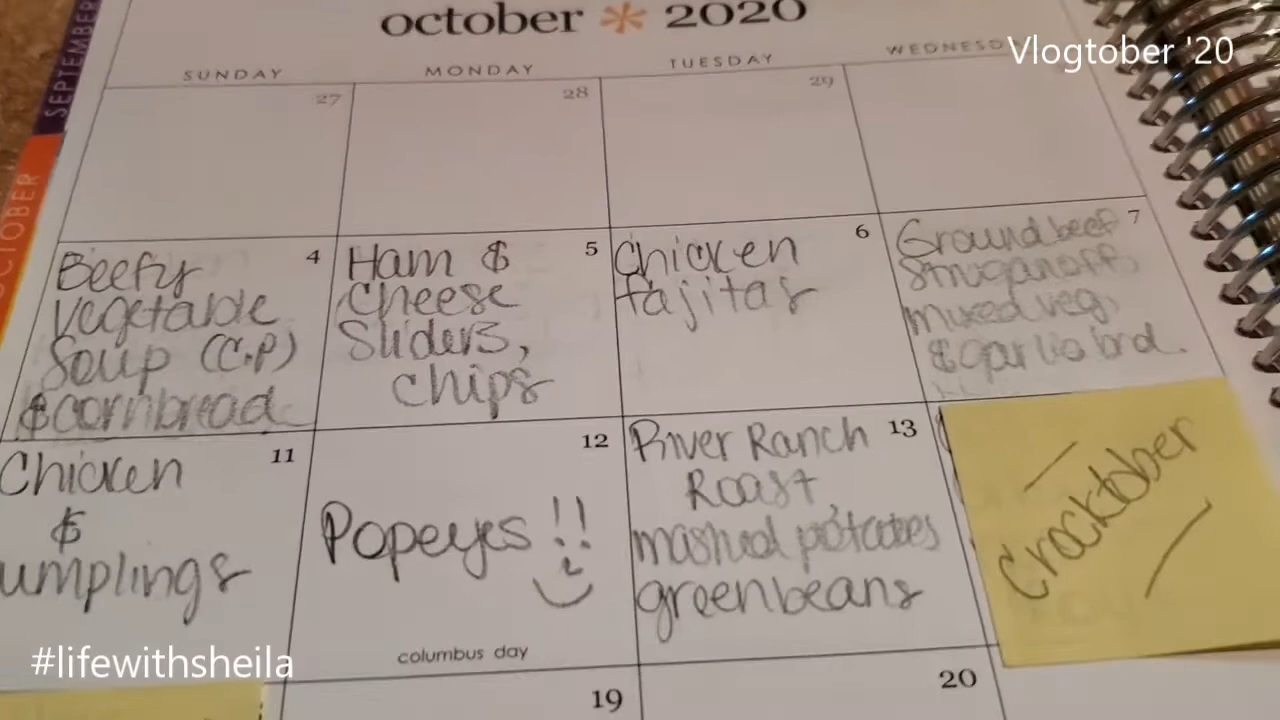 october * 2020
Vlogtober '20
SUNDAY MONDAY TUESDAY WEDNESD
SEPTEMBER
OCTOBER
27 28 29
4
Beefy
vegetable
Soup (C.P)
& cornbread
5
Ham &
Cheese
Sliders,
chips
6
Chicken
fajitas
7
Ground beef
Stroganoff
mixed veg,
& garlic brd.
11
Chicken
&
umplings
12
Popeyes !!
columbus day
13
River Ranch
Roast,
mashed potatoes
greenbeans
Crocktober
#lifewithsheila
19 20